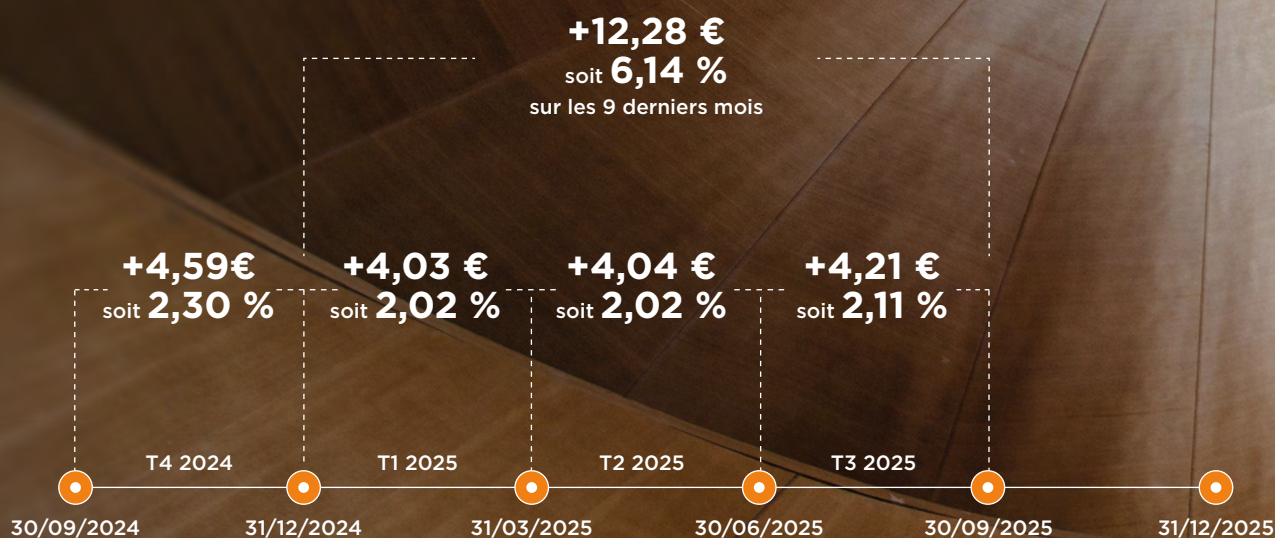 +12,28 €
soit 6,14 %
sur les 9 derniers mois
+4,59€
soit 2,30 %
+4,03 €
soit 2,02 %
+4,04 €
soit 2,02 %
+4,21 €
soit 2,11 %
T4 2024
T1 2025
T2 2025
T3 2025
30/09/2024
31/12/2024
31/03/2025
30/06/2025
30/09/2025
31/12/2025